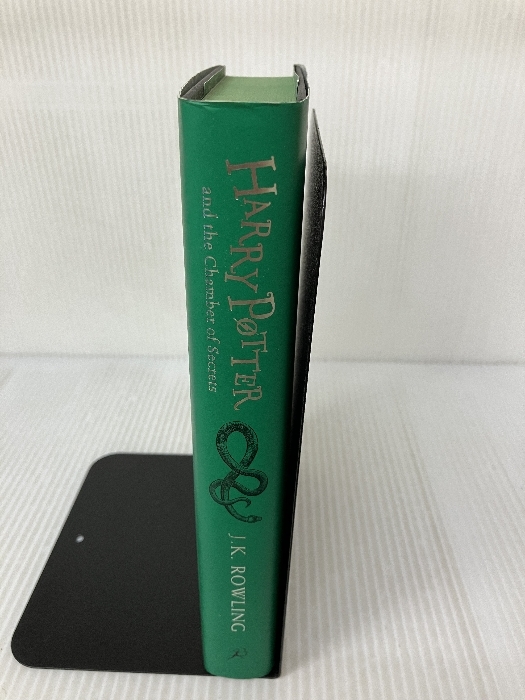 HARRY POTTER
and the Chamber of Secrets
J.K. ROWLING